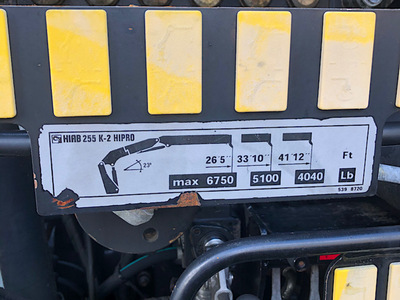 HIAB 255 K-2 HIPRO
23°
26'5" 33'10" 41'12" Ft
max 6750 5100 4040 Lb
539 8720